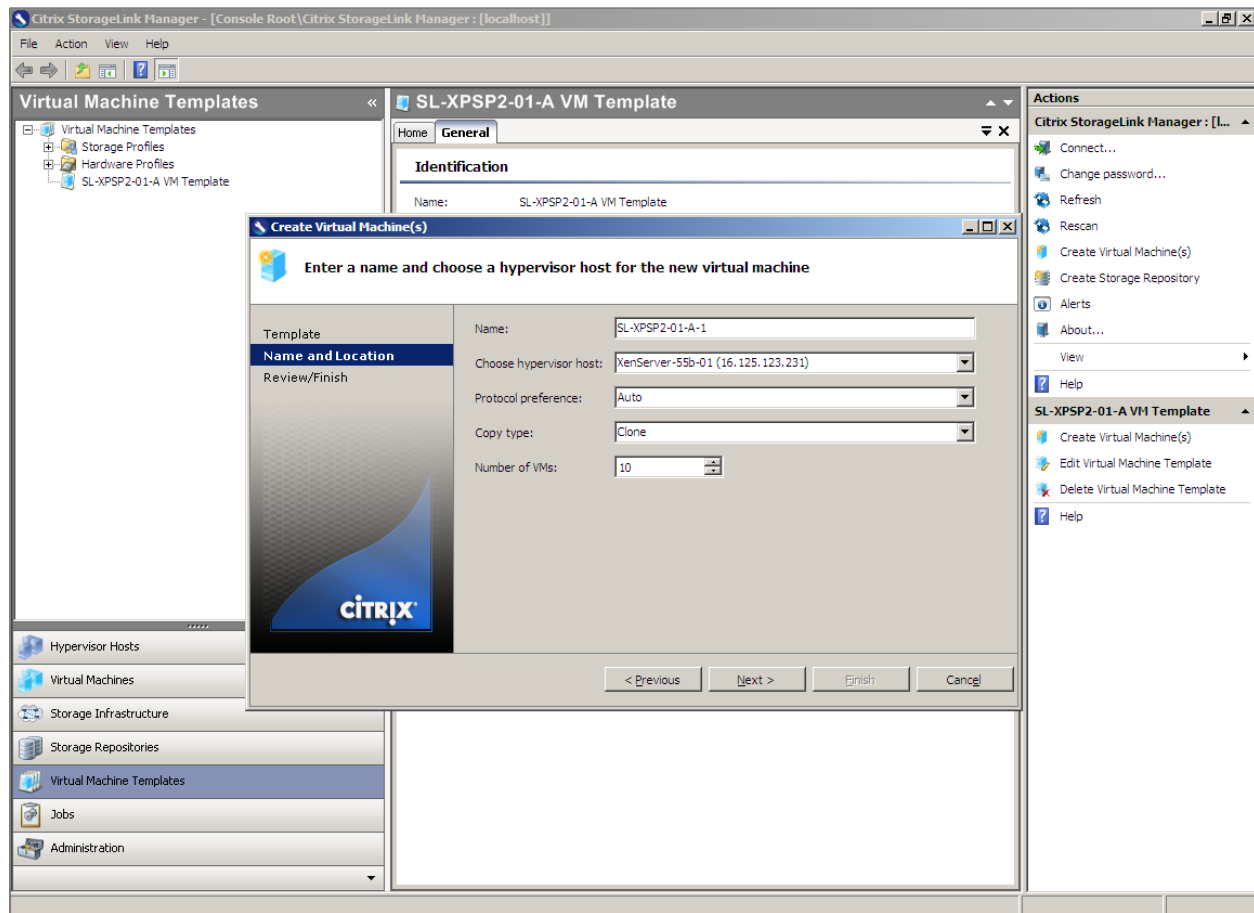 Citrix StorageLink Manager - [Console Root\Citrix StorageLink Manager : [localhost]]
File Action View Help
Virtual Machine Templates «
Virtual Machine Templates
Storage Profiles
Hardware Profiles
SL-XPSP2-01-A VM Template
Hypervisor Hosts
Virtual Machines
Storage Infrastructure
Storage Repositories
Virtual Machine Templates
Jobs
Administration
SL-XPSP2-01-A VM Template
Home General
Identification
Name: SL-XPSP2-01-A VM Template
Create Virtual Machine(s)
Enter a name and choose a hypervisor host for the new virtual machine
Template
Name and Location
Review/Finish
CITRIX
Name: SL-XPSP2-01-A-1
Choose hypervisor host: XenServer-55b-01 (16.125.123.231)
Protocol preference: Auto
Copy type: Clone
Number of VMs: 10
< Previous Next > Finish Cancel
Actions
Citrix StorageLink Manager : [l...
Connect...
Change password...
Refresh
Rescan
Create Virtual Machine(s)
Create Storage Repository
Alerts
About...
View
Help
SL-XPSP2-01-A VM Template
Create Virtual Machine(s)
Edit Virtual Machine Template
Delete Virtual Machine Template
Help